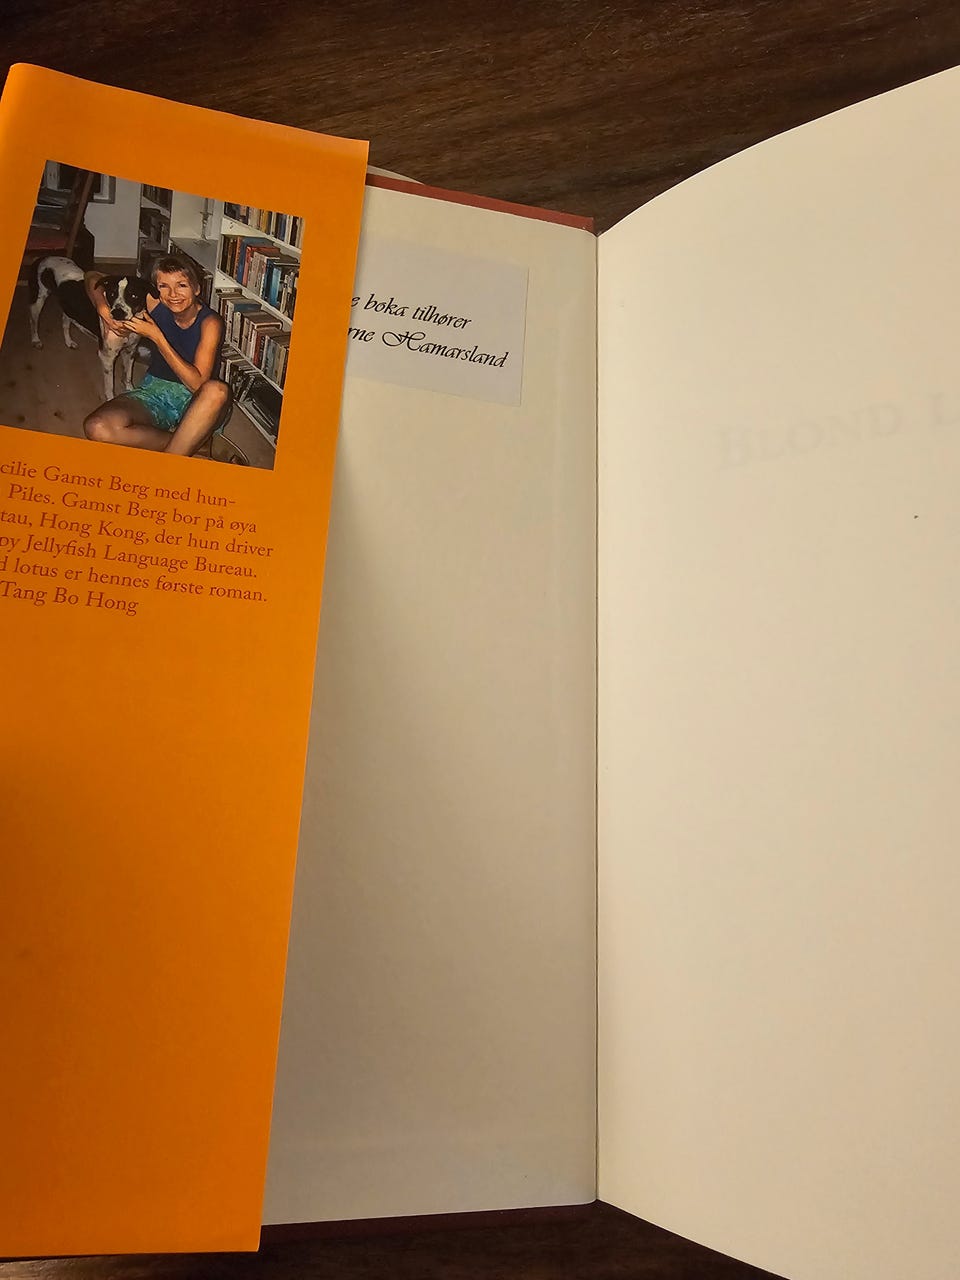 cilie Gamst Berg med hun-
Piles. Gamst Berg bor på øya
tau, Hong Kong, der hun driver
py Jellyfish Language Bureau.
d lotus er hennes første roman.
Tang Bo Hong
e boka tilhører
rne Hamarsland
BLOND L